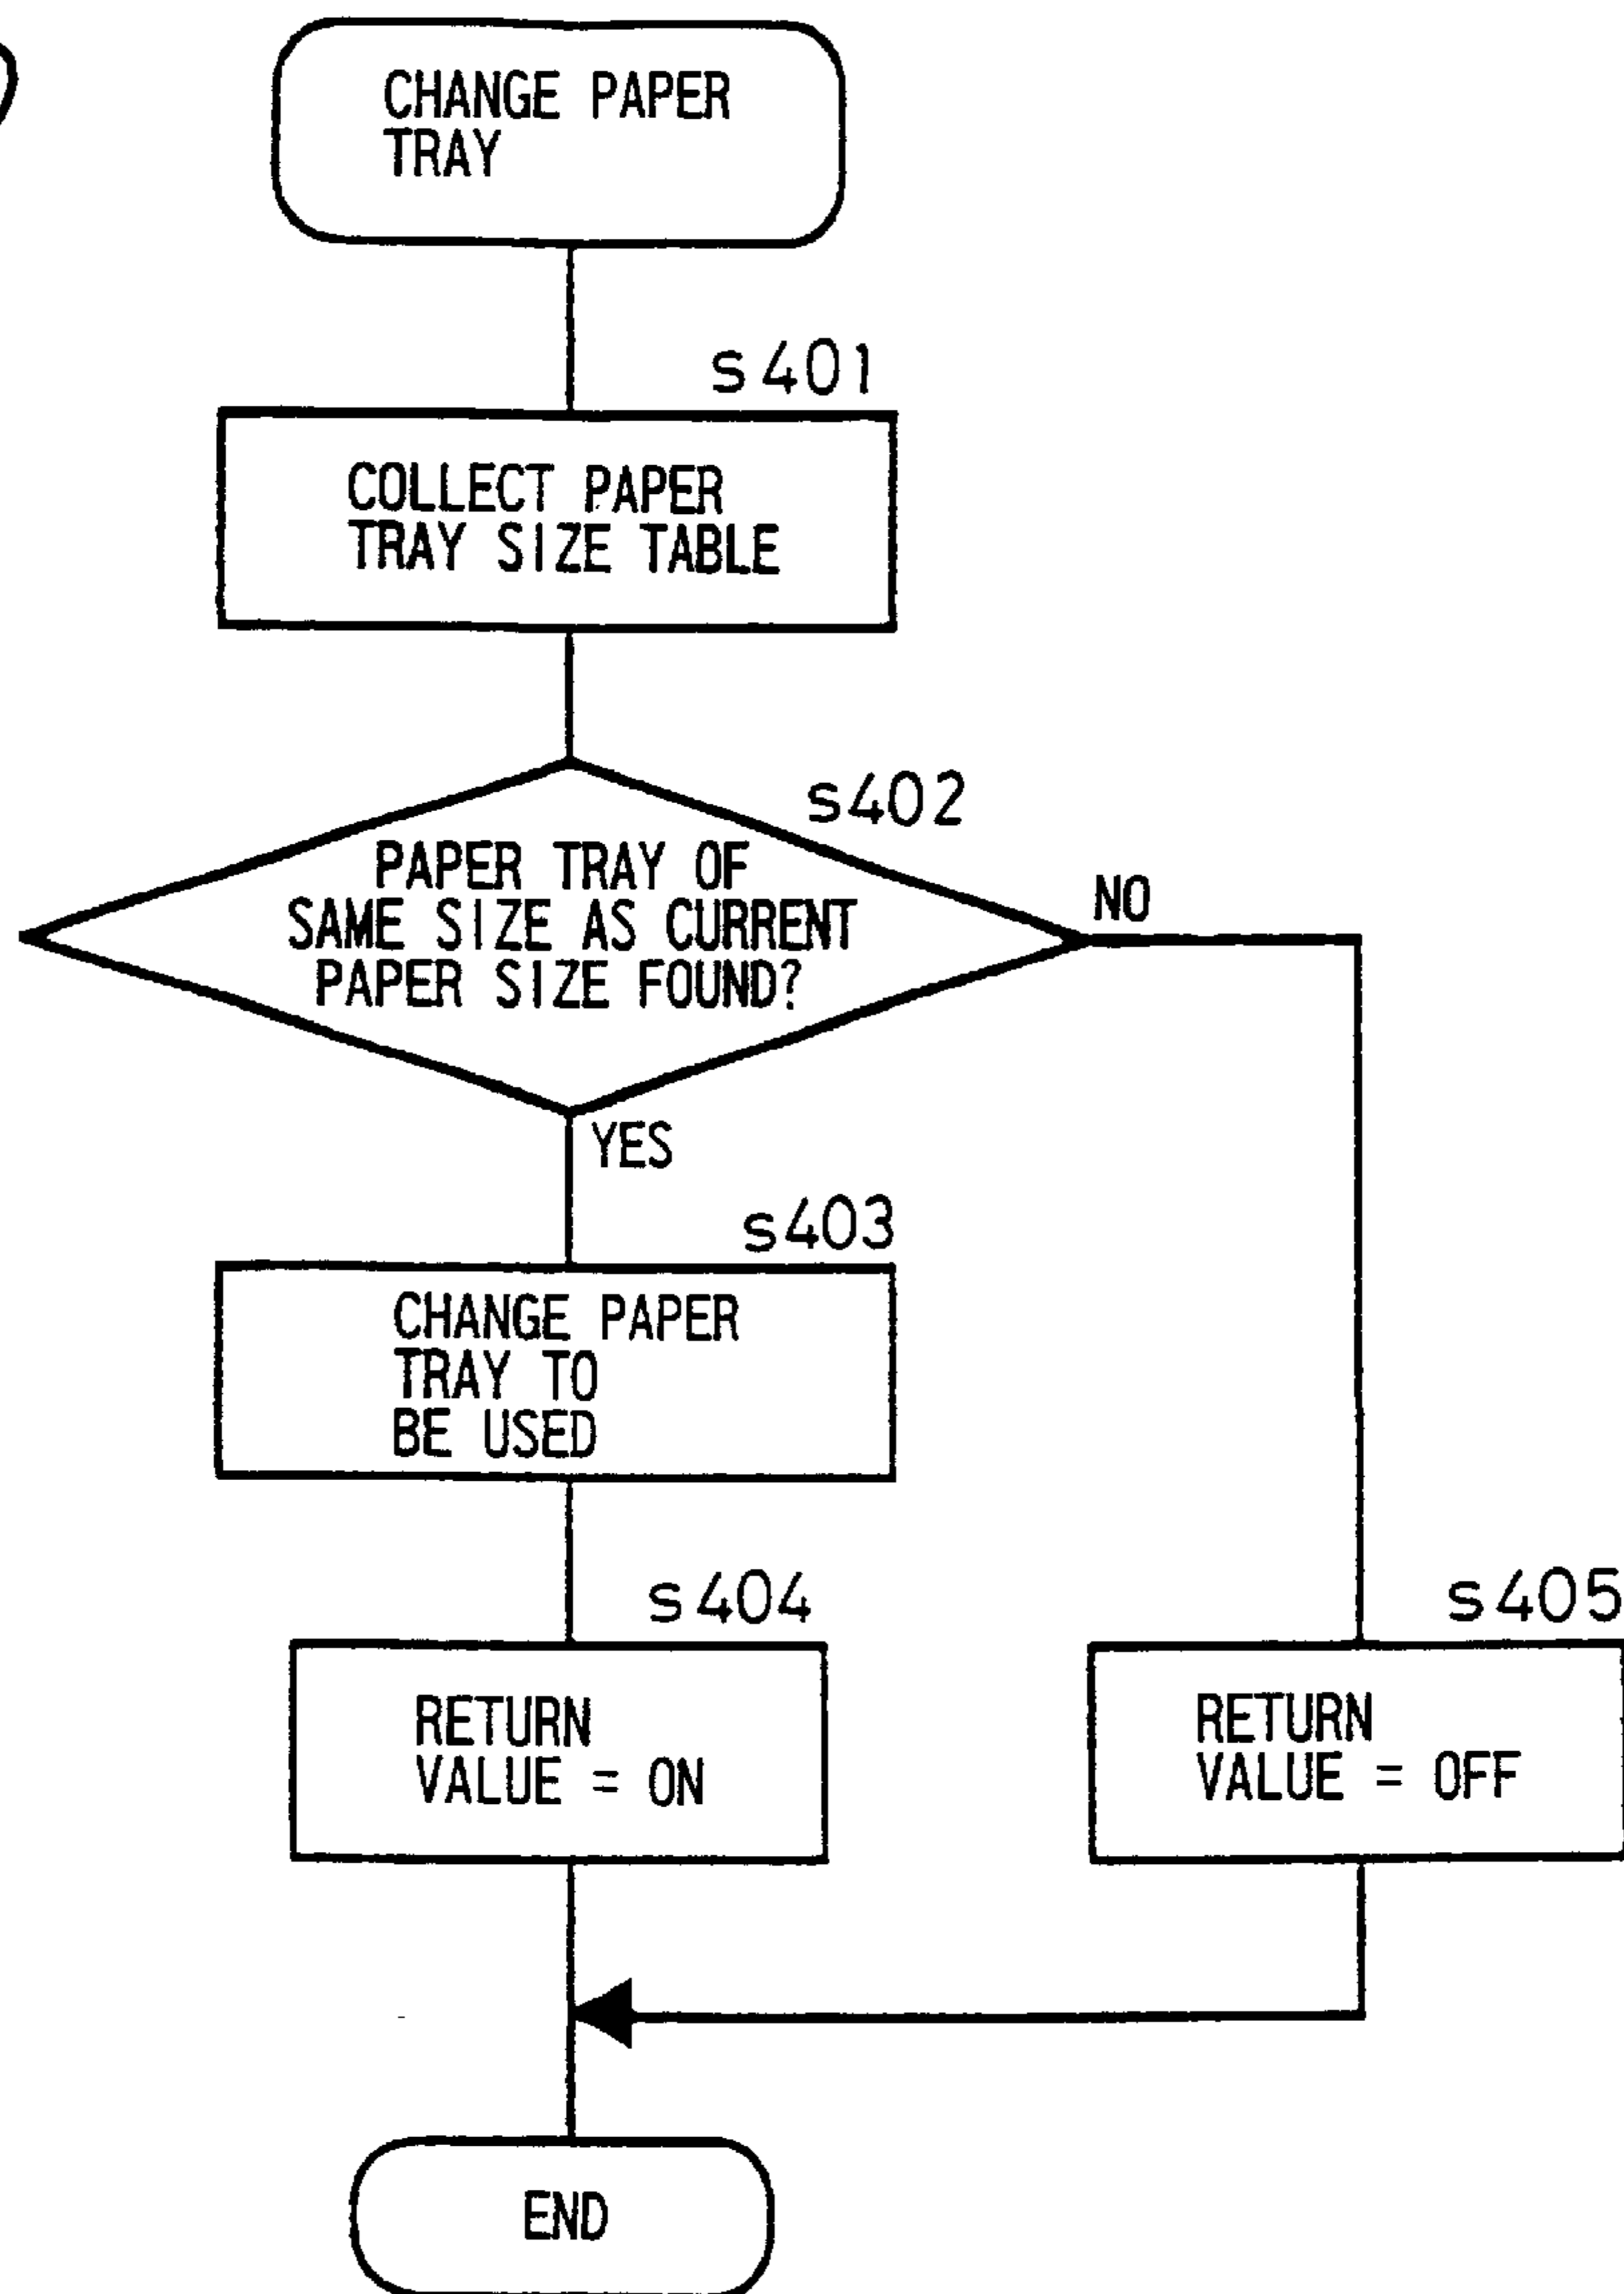 CHANGE PAPER
TRAY
s401
COLLECT PAPER
TRAY SIZE TABLE
s402
PAPER TRAY OF
SAME SIZE AS CURRENT
PAPER SIZE FOUND?
NO
YES
s403
CHANGE PAPER
TRAY TO
BE USED
s404
RETURN
VALUE = ON
s405
RETURN
VALUE = OFF
END